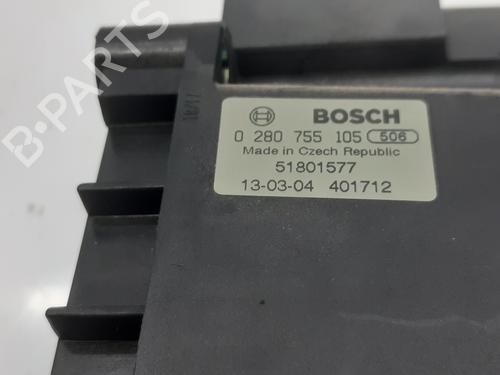 B-PARTS
BOSCH
0 280 755 105 506
Made in Czech Republic
51801577
13-03-04 401712